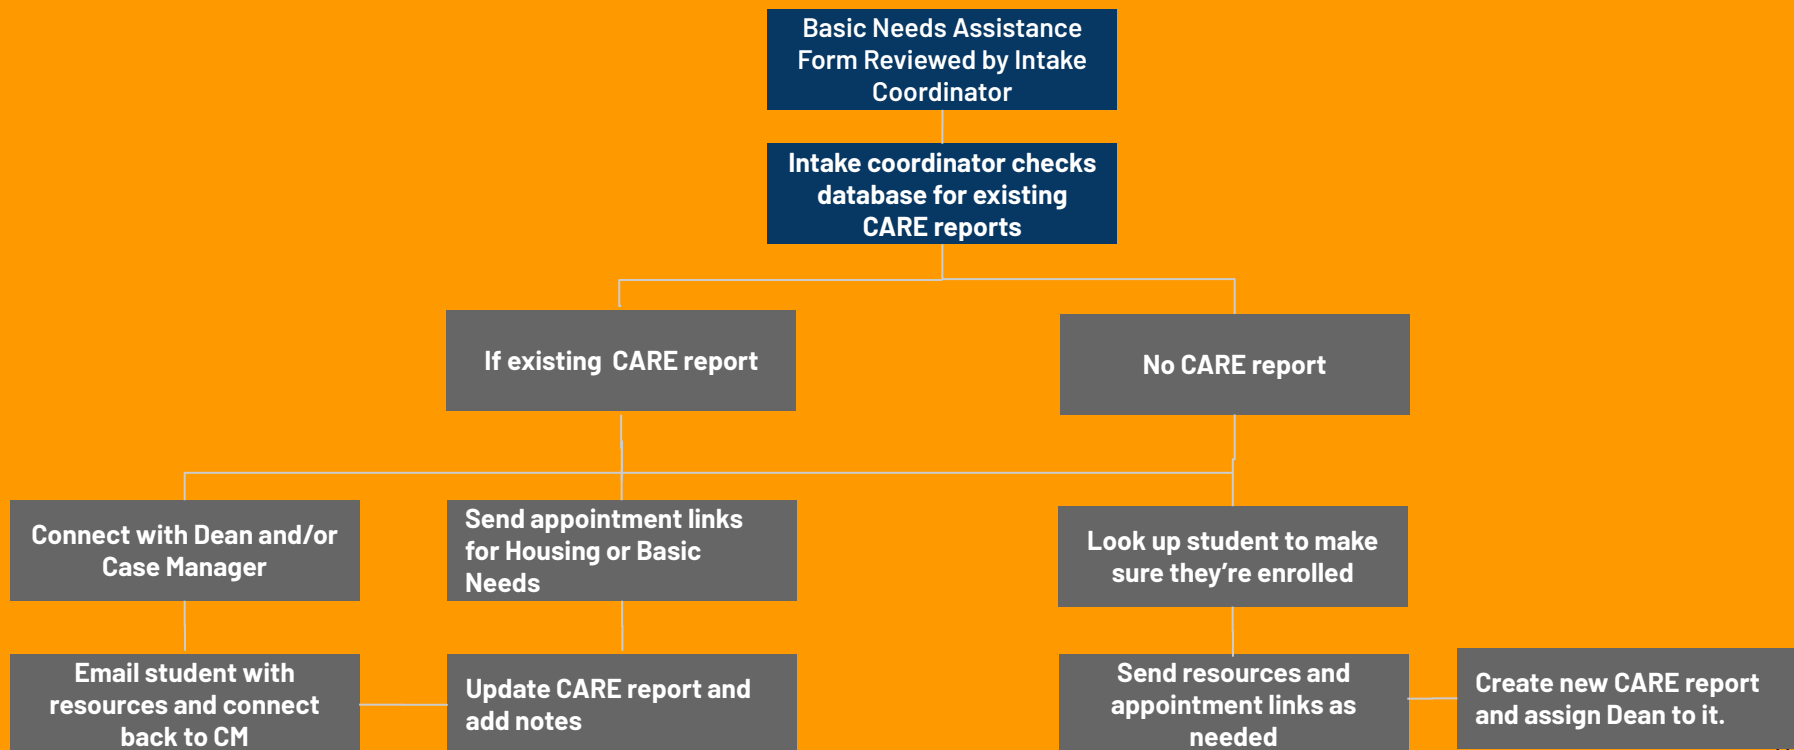 Basic Needs Assistance
Form Reviewed by Intake
Coordinator
Intake coordinator checks
database for existing
CARE reports
If existing  CARE report
No CARE report
Connect with Dean and/or
Case Manager
Send appointment links
for Housing or Basic
Needs
Look up student to make
sure they’re enrolled
Email student with
resources and connect
back to CM
Update CARE report and
add notes
Send resources and
appointment links as
needed
Create new CARE report
and assign Dean to it.